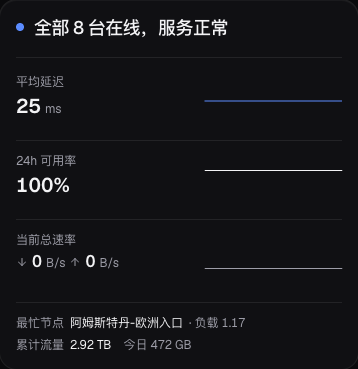 全部 8 台在线，服务正常
平均延迟
25 ms
24h 可用率
100%
当前总速率
↓ 0 B/s ↑ 0 B/s
最忙节点 阿姆斯特丹-欧洲入口 · 负载 1.17
累计流量 2.92 TB 今日 472 GB